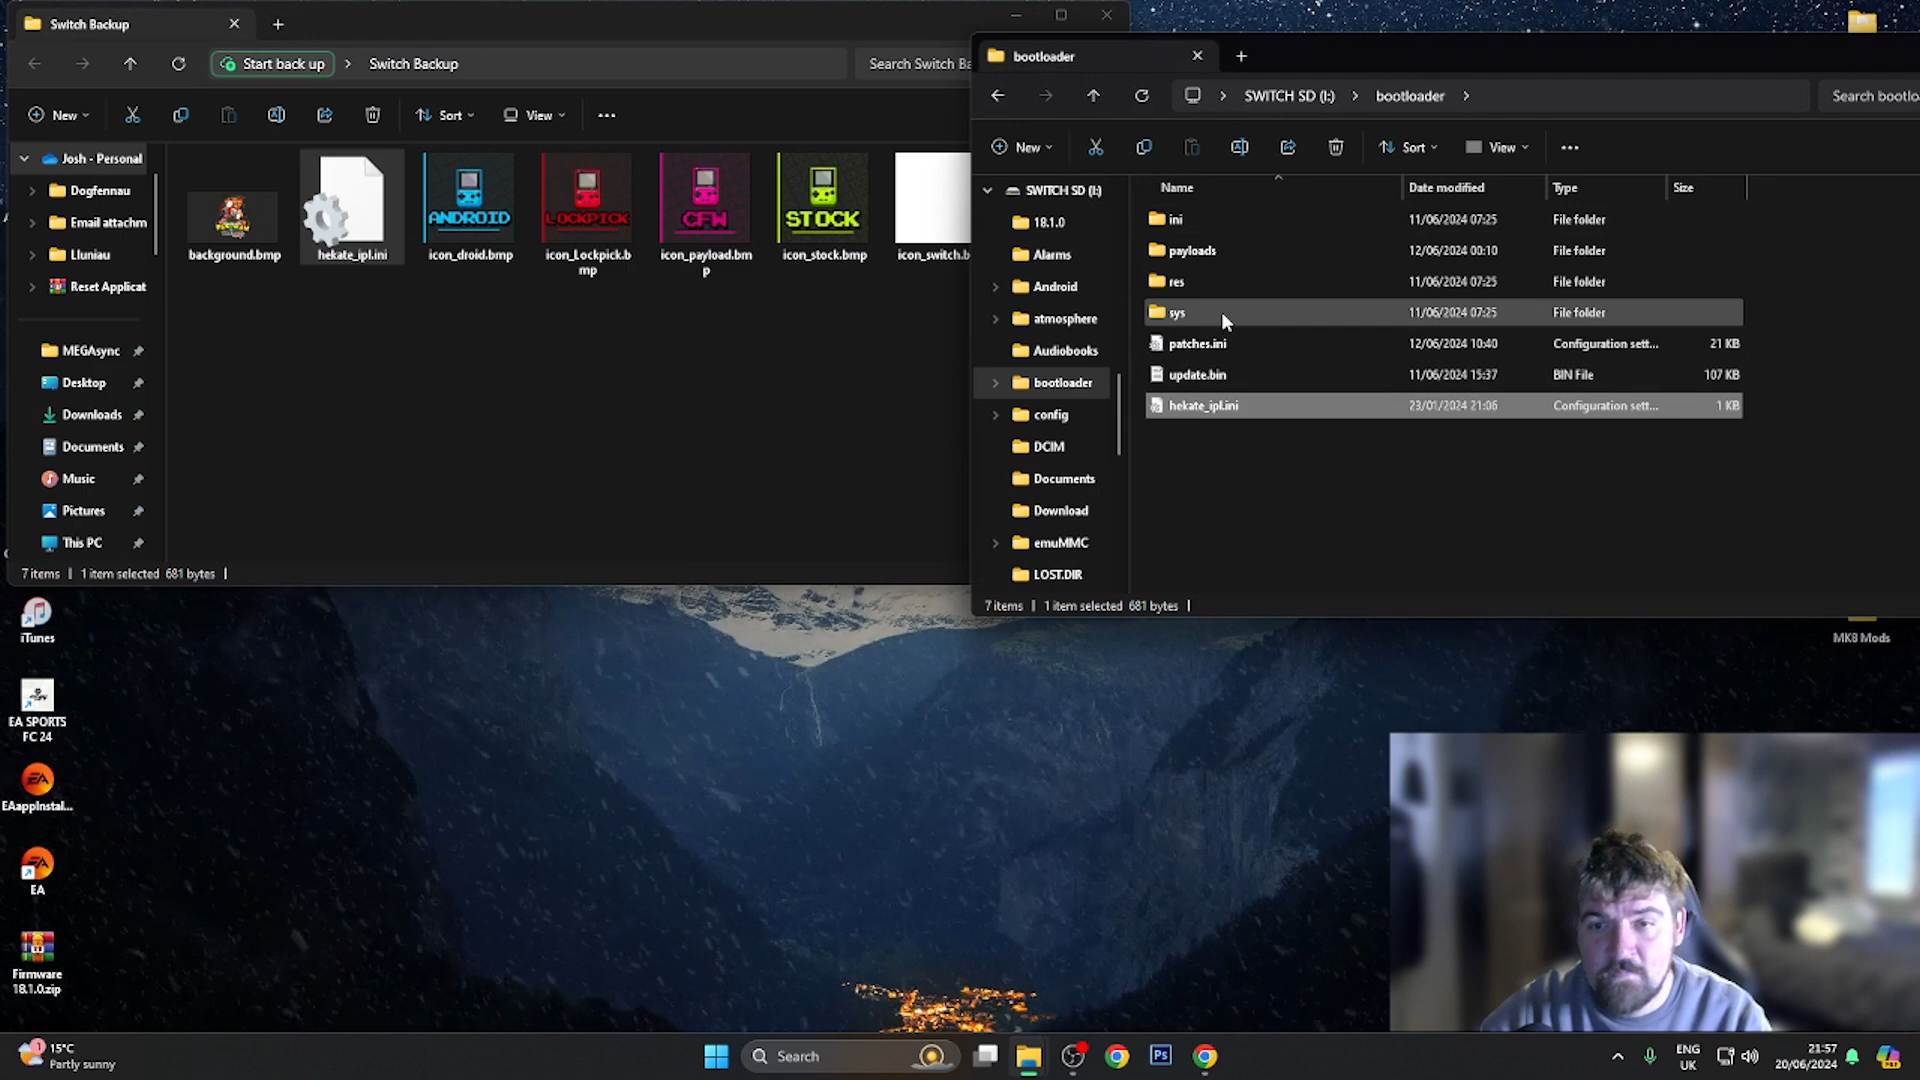 Switch Backup
Start back up
Switch Backup
Search Switch Ba
New
Sort
View
Josh - Personal
Dogfennau
Email attachm
Lluniau
Reset Applicat
MEGAsync
Desktop
Downloads
Documents
Music
Pictures
This PC
background.bmp
hekate_ipl.ini
ANDROID
icon_droid.bmp
LOCKPICK
icon_Lockpick.b
mp
CFW
icon_payload.bm
p
STOCK
icon_stock.bmp
icon_switch.b
7 items
1 item selected 681 bytes
bootloader
SWITCH SD (I:)
bootloader
Search bootlo
New
Sort
View
SWITCH SD (I:)
18.1.0
Alarms
Android
atmosphere
Audiobooks
bootloader
config
DCIM
Documents
Download
emuMMC
LOST.DIR
Name Date modified Type Size
ini 11/06/2024 07:25 File folder
payloads 12/06/2024 00:10 File folder
res 11/06/2024 07:25 File folder
sys 11/06/2024 07:25 File folder
patches.ini 12/06/2024 10:40 Configuration sett... 21 KB
update.bin 11/06/2024 15:37 BIN File 107 KB
hekate_ipl.ini 23/01/2024 21:06 Configuration sett... 1 KB
7 items
1 item selected 681 bytes
iTunes
EA SPORTS
FC 24
EA
EAappInstal...
EA
EA
Firmware
18.1.0.zip
MK8 Mods
1
15°C
Partly sunny
Search
Ps
ENG
UK
21:57
20/06/2024